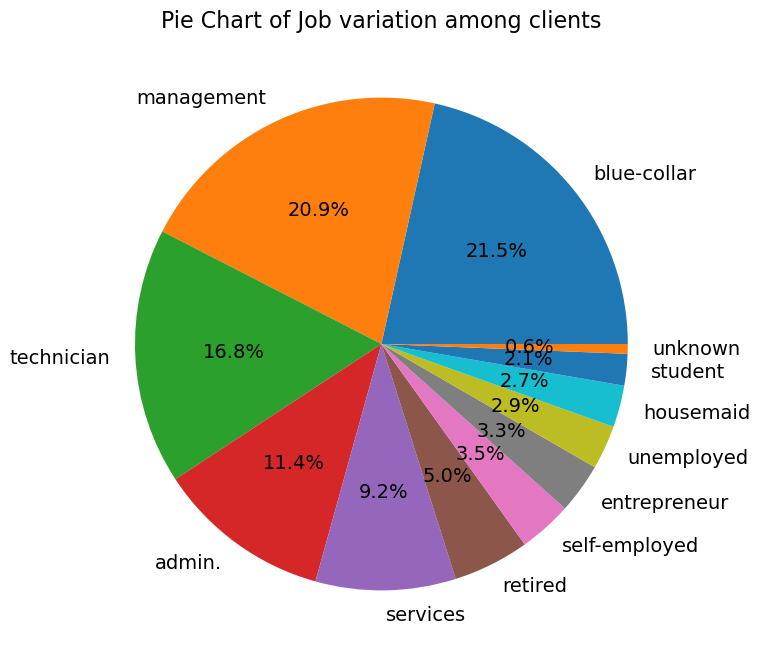 Pie Chart of Job variation among clients
management
blue-collar
20.9%
21.5%
technician
16.8%
0.6%
unknown
2.1%
student
2.7%
housemaid
2.9%
unemployed
3.3%
entrepreneur
3.5%
self-employed
11.4%
9.2%
5.0%
admin.
retired
services